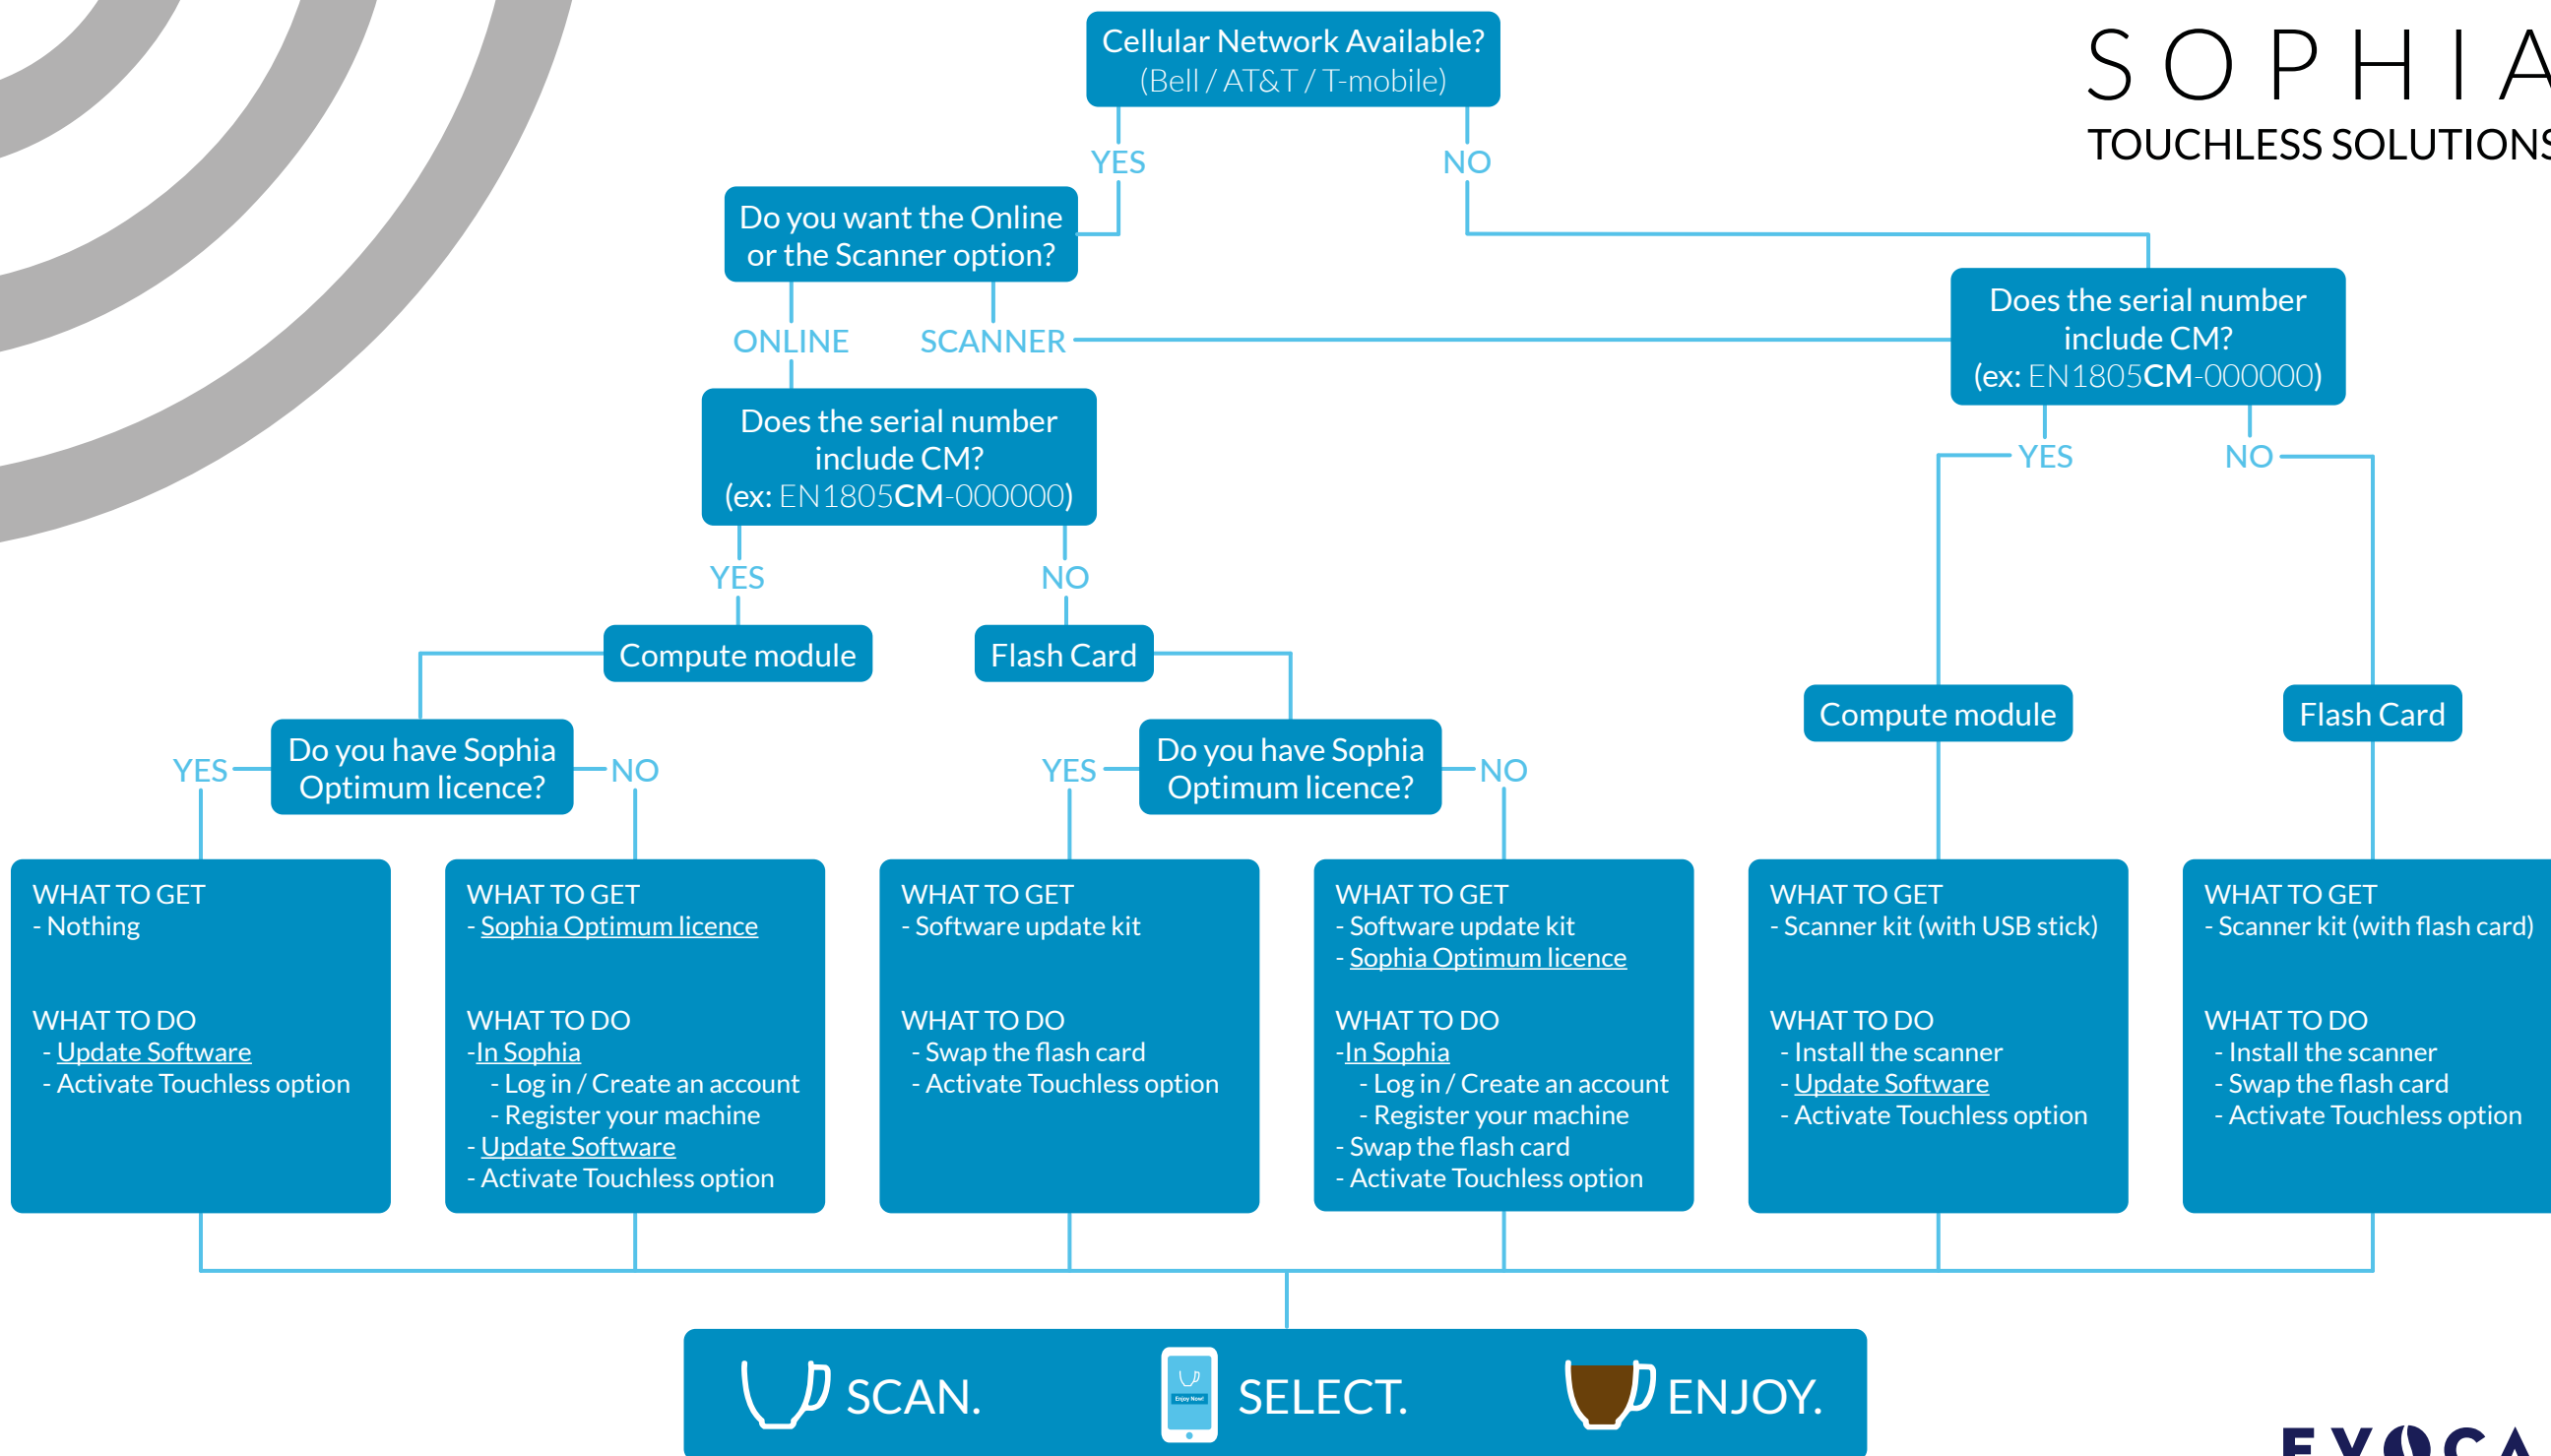 Cellular Network Available?
(Bell / AT&T / T-mobile)
SOPHIA
TOUCHLESS SOLUTIONS
YES
NO
Do you want the Online
or the Scanner option?
ONLINE
SCANNER
Does the serial number
include CM?
(ex: EN1805CM-000000)
YES
NO
Does the serial number
include CM?
(ex: EN1805CM-000000)
YES
NO
Compute module
Flash Card
Compute module
Flash Card
YES
Do you have Sophia
Optimum licence?
NO
YES
Do you have Sophia
Optimum licence?
NO
WHAT TO GET
- Nothing
WHAT TO DO
- Update Software
- Activate Touchless option
WHAT TO GET
- Sophia Optimum licence
WHAT TO DO
-In Sophia
- Log in / Create an account
- Register your machine
- Update Software
- Activate Touchless option
WHAT TO GET
- Software update kit
WHAT TO DO
- Swap the flash card
- Activate Touchless option
WHAT TO GET
- Software update kit
- Sophia Optimum licence
WHAT TO DO
-In Sophia
- Log in / Create an account
- Register your machine
- Swap the flash card
- Activate Touchless option
WHAT TO GET
- Scanner kit (with USB stick)
WHAT TO DO
- Install the scanner
- Update Software
- Activate Touchless option
WHAT TO GET
- Scanner kit (with flash card)
WHAT TO DO
- Install the scanner
- Swap the flash card
- Activate Touchless option
SCAN.
Enjoy Now!
SELECT.
ENJOY.
EVOCA